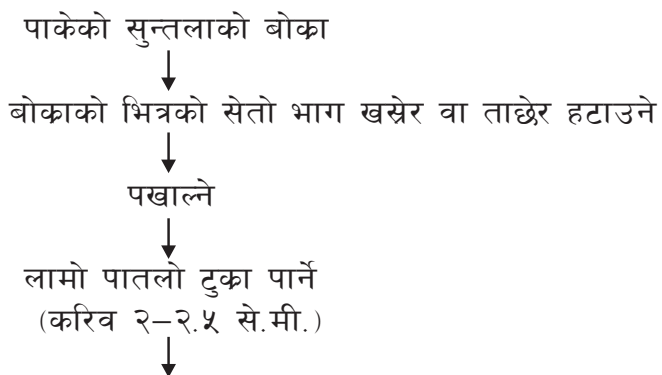 पाकेको सुन्तलाको बोक्रा
बोक्राको भित्रको सेतो भाग खस्रेर वा ताछेर हटाउने
पखाल्ने
लामो पातलो टुक्रा पार्ने
(करिव २–२.५ से.मी.)